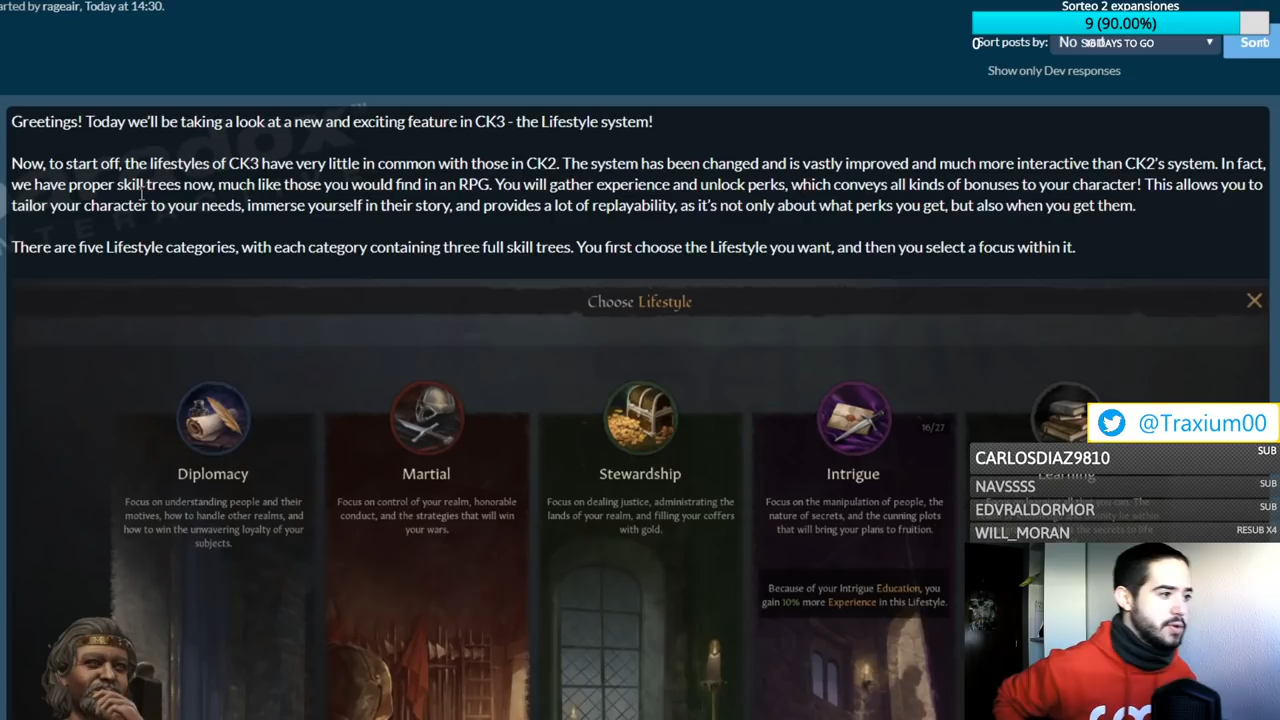 arted by rageair, Today at 14:30.
Sorteo 2 expansiones
9 (90.00%)
0
Sort posts by:
DAYS TO GO
Sort
Show only Dev responses
Greetings! Today we'll be taking a look at a new and exciting feature in CK3 - the Lifestyle system!
Now, to start off, the lifestyles of CK3 have very little in common with those in CK2. The system has been changed and is vastly improved and much more interactive than CK2's system. In fact,
we have proper skill trees now, much like those you would find in an RPG. You will gather experience and unlock perks, which conveys all kinds of bonuses to your character! This allows you to
tailor your character to your needs, immerse yourself in their story, and provides a lot of replayability, as it's not only about what perks you get, but also when you get them.
There are five Lifestyle categories, with each category containing three full skill trees. You first choose the Lifestyle you want, and then you select a focus within it.
Choose Lifestyle
Diplomacy
Focus on understanding people and their
motives, how to handle other realms, and
how to win the unwavering loyalty of your
subjects.
Martial
Focus on control of your realm, honorable
conduct, and the strategies that will win
your wars.
Stewardship
Focus on dealing justice, administrating the
lands of your realm, and filling your coffers
with gold.
16/27
Intrigue
Focus on the manipulation of people, the
nature of secrets, and the cunning plots
that will bring your plans to fruition.
Because of your Intrigue Education, you
gain 10% more Experience in this Lifestyle.
Learning
@Traxium00
CARLOSDIAZ9810 SUB
NAVSSSS SUB
EDVRALDORMOR SUB
WILL_MORAN RESUB X4